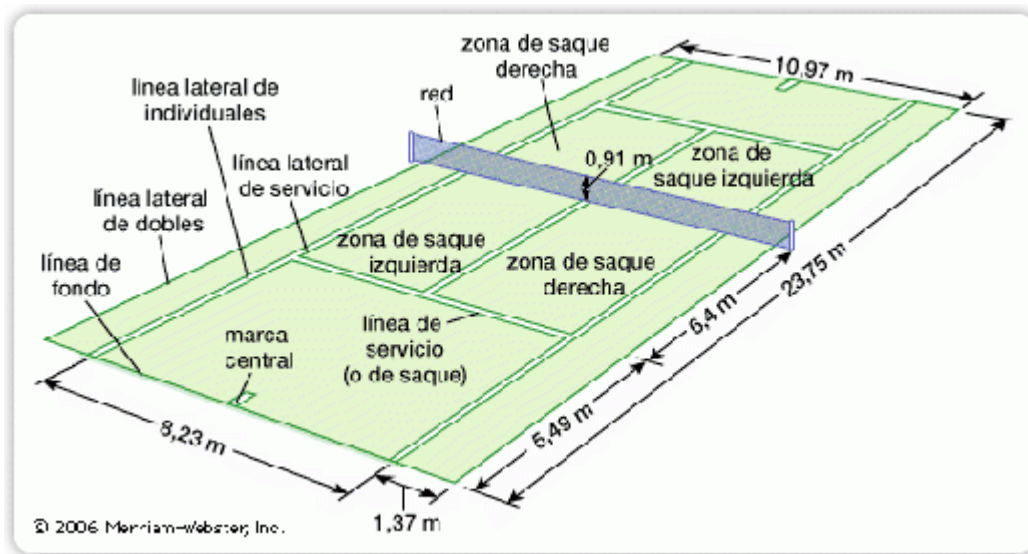 zona de saque
derecha
10,97 m
línea lateral de
individuales
red
línea lateral
de servicio
0,91 m
zona de
saque izquierda
línea lateral
de dobles
zona de saque
izquierda
zona de saque
derecha
línea de
fondo
23,75 m
6,4 m
marca
central
línea de
servicio
(o de saque)
5,49 m
8,23 m
1,37 m
© 2006 Merriam-Webster, Inc.